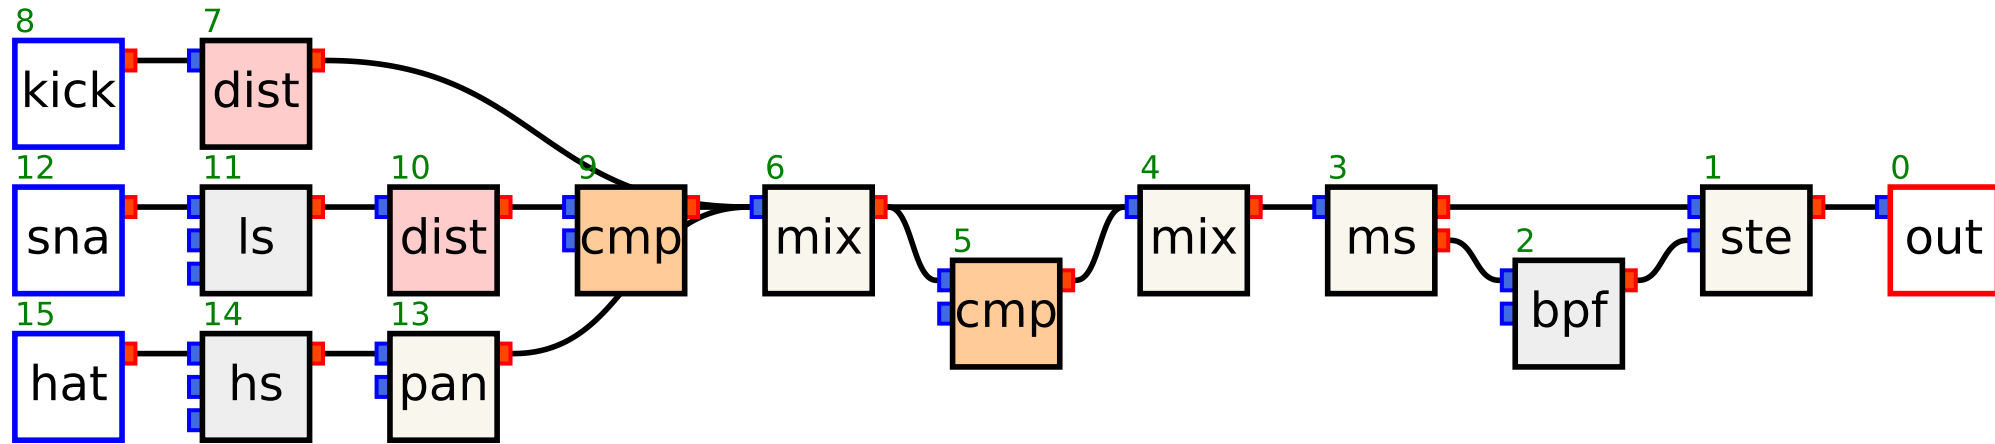 8 7
kick dist
12 11 10 9 6 4 3 1 0
sna ls dist cmp mix mix ms ste out
5 2
cmp bpf
15 14 13
hat hs pan